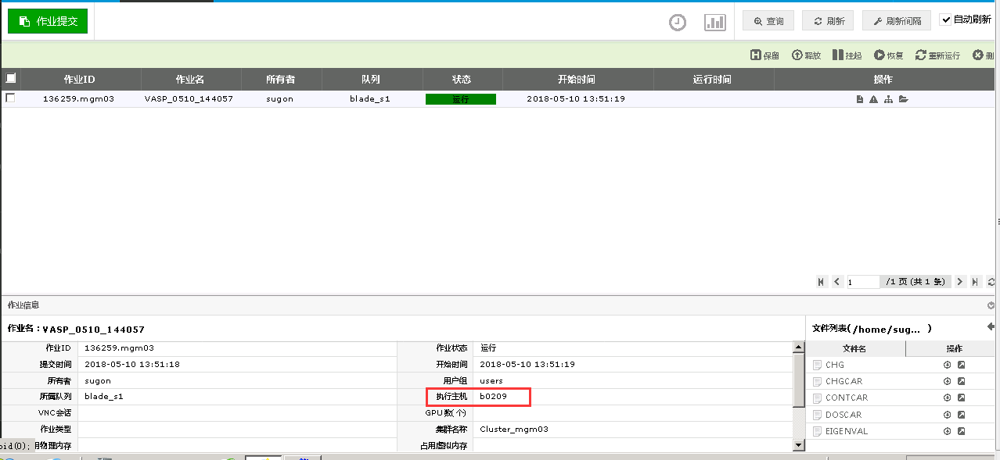 作业提交
查询 刷新 刷新间隔 自动刷新
保留 释放 挂起 恢复 重新运行 删
作业ID 作业名 所有者 队列 状态 开始时间 运行时间 操作
136259.mgm03 VASP_0510_144057 sugon blade_s1 运行 2018-05-10 13:51:19
1 /1 页 (共 1 条)
作业信息
作业名：VASP_0510_144057
作业ID 136259.mgm03 作业状态 运行
提交时间 2018-05-10 13:51:18 开始时间 2018-05-10 13:51:19
所有者 sugon 用户组 users
所属队列 blade_s1 执行主机 b0209
VNC会话 GPU数(个)
作业类型 集群名称 Cluster_mgm03
oid(0); 用物理内存 占用虚拟内存
文件列表(/home/sug... )
文件名 操作
CHG
CHGCAR
CONTCAR
DOSCAR
EIGENVAL